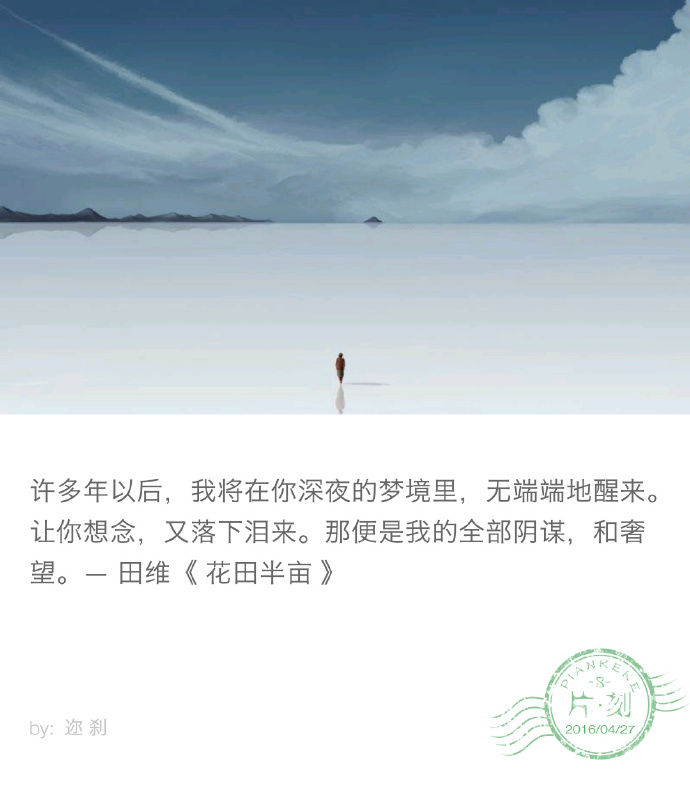 许多年以后，我将在你深夜的梦境里，无端端地醒来。
让你想念，又落下泪来。那便是我的全部阴谋，和奢
望。— 田维《 花田半亩 》
PIANKEKE
-8-
片·刻
2016/04/27
by: 迩 刹